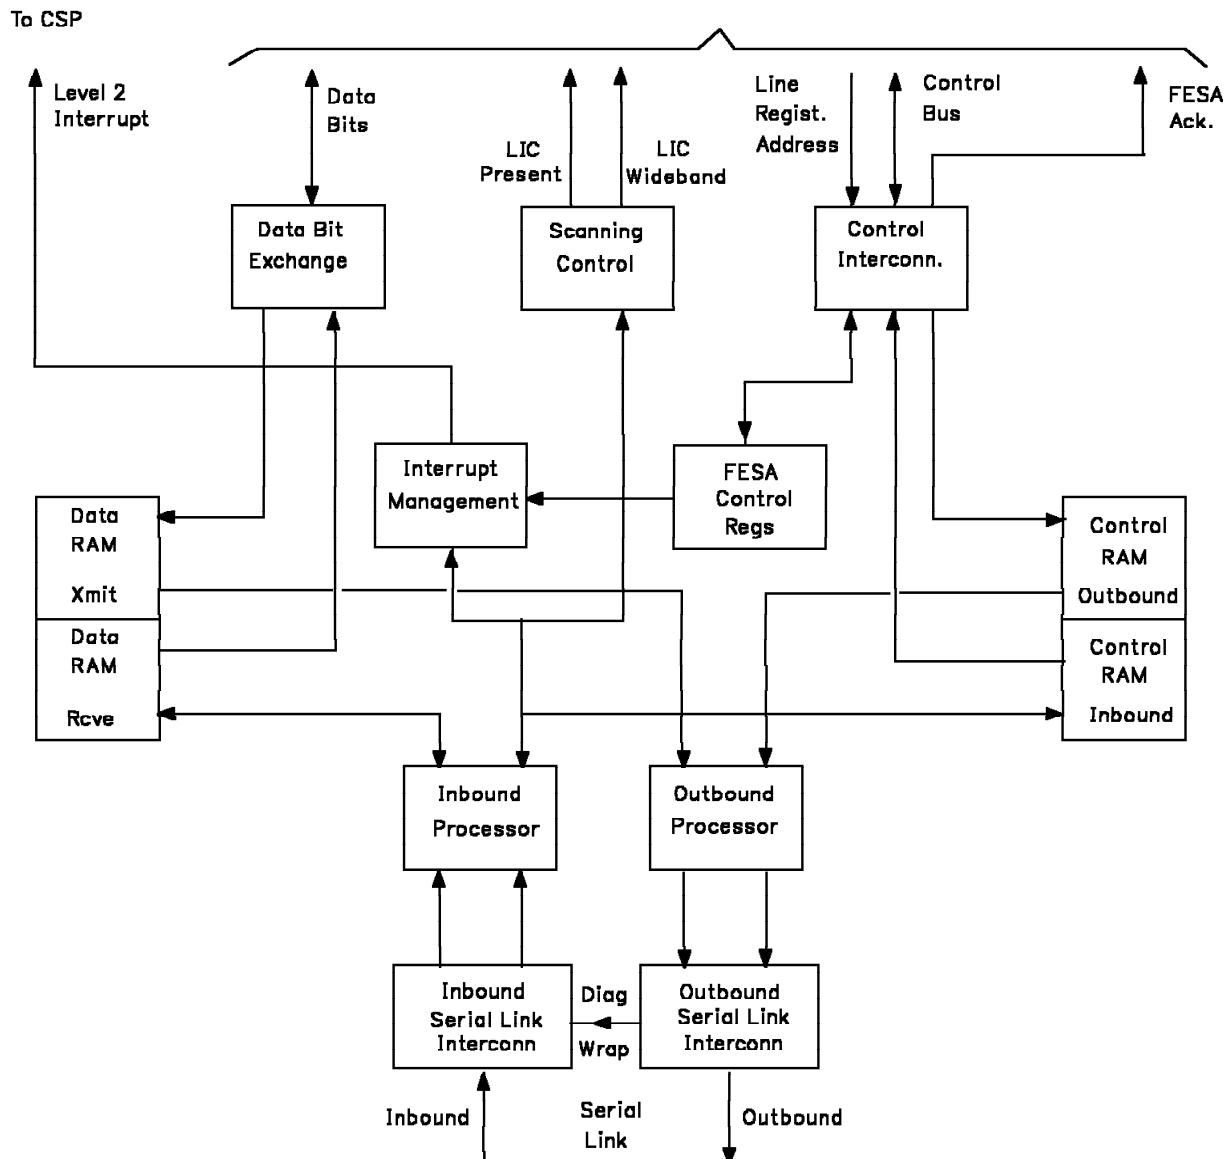 To CSP
Level 2
Interrupt
Data
Bits
LIC
Present
LIC
Wideband
Line
Regist.
Address
Control
Bus
FESA
Ack.
Data Bit
Exchange
Scanning
Control
Control
Interconn.
Interrupt
Management
FESA
Control
Regs
Data
RAM
Xmit
Data
RAM
Rcve
Control
RAM
Outbound
Control
RAM
Inbound
Inbound
Processor
Outbound
Processor
Inbound
Serial Link
Interconn
Diag
Wrap
Outbound
Serial Link
Interconn
Inbound
Serial
Link
Outbound